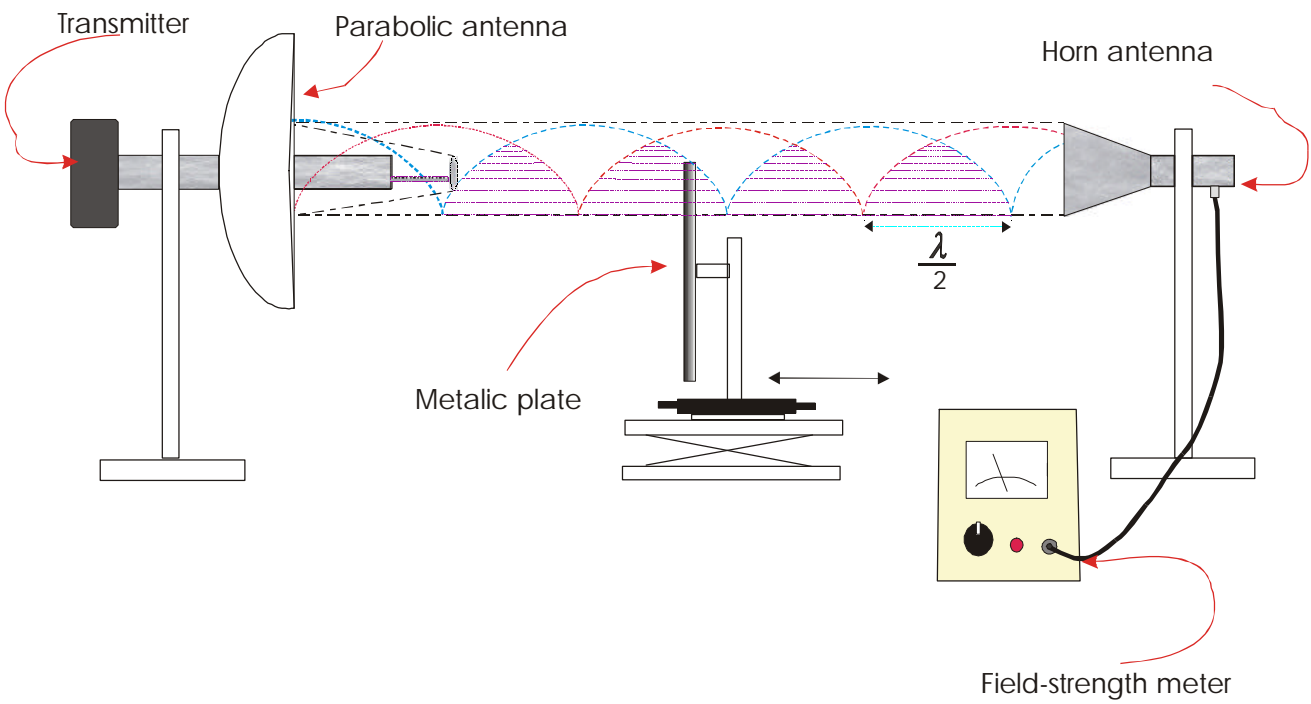 Transmitter
Parabolic antenna
Horn antenna
λ
2
Metalic plate
Field-strength meter